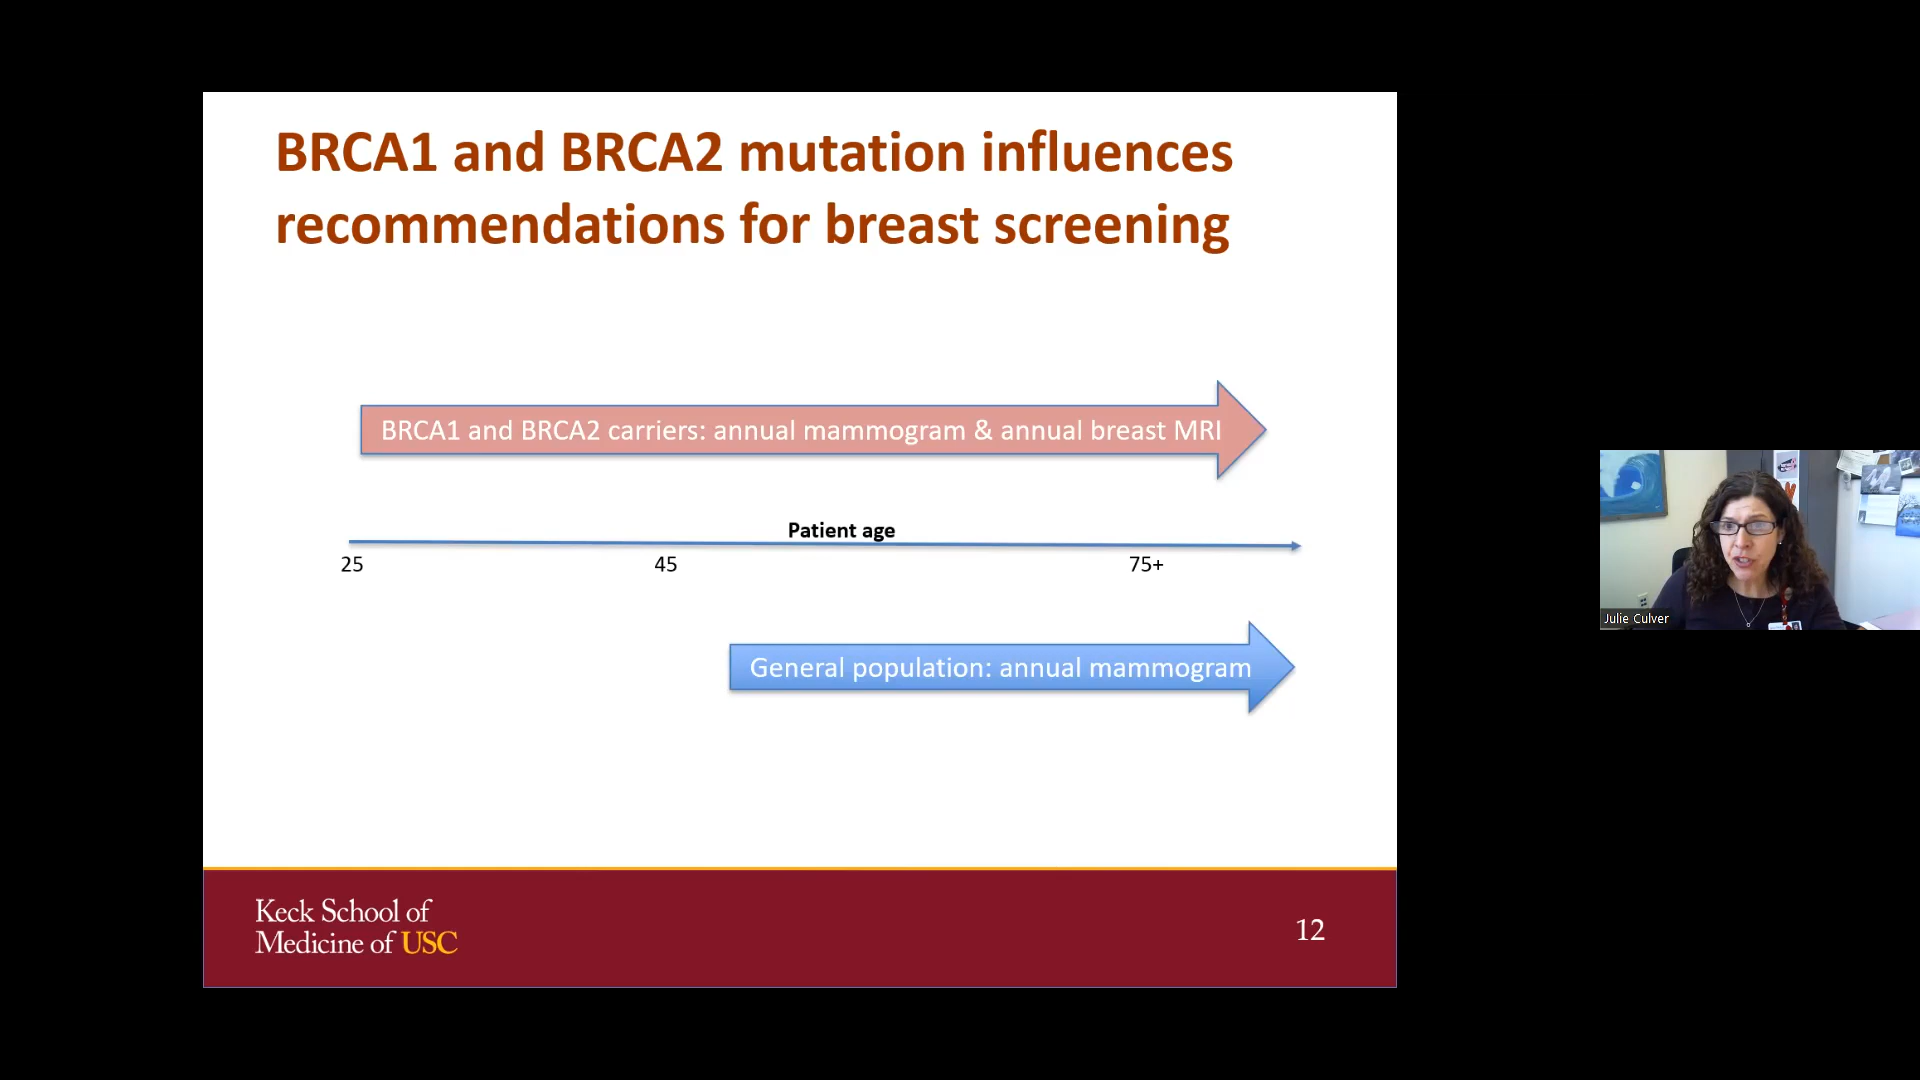 BRCA1 and BRCA2 mutation influences
recommendations for breast screening
BRCA1 and BRCA2 carriers: annual mammogram & annual breast MRI
Patient age
25 45 75+
General population: annual mammogram
Keck School of
Medicine of USC
12
Julie Culver